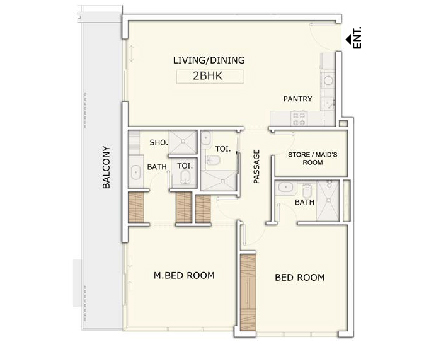 ENT.
LIVING/DINING
2BHK
PANTRY
SHO.
TOI.
BATH
TOI.
PASSAGE
STORE / MAID'S
ROOM
BALCONY
BATH
M.BED ROOM
BED ROOM